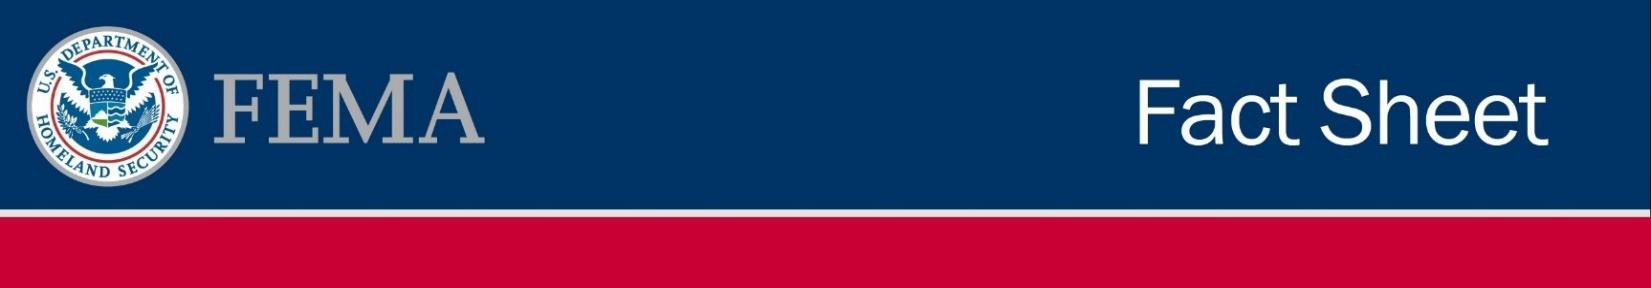 U.S. DEPARTMENT OF
HOMELAND SECURITY
FEMA
Fact Sheet